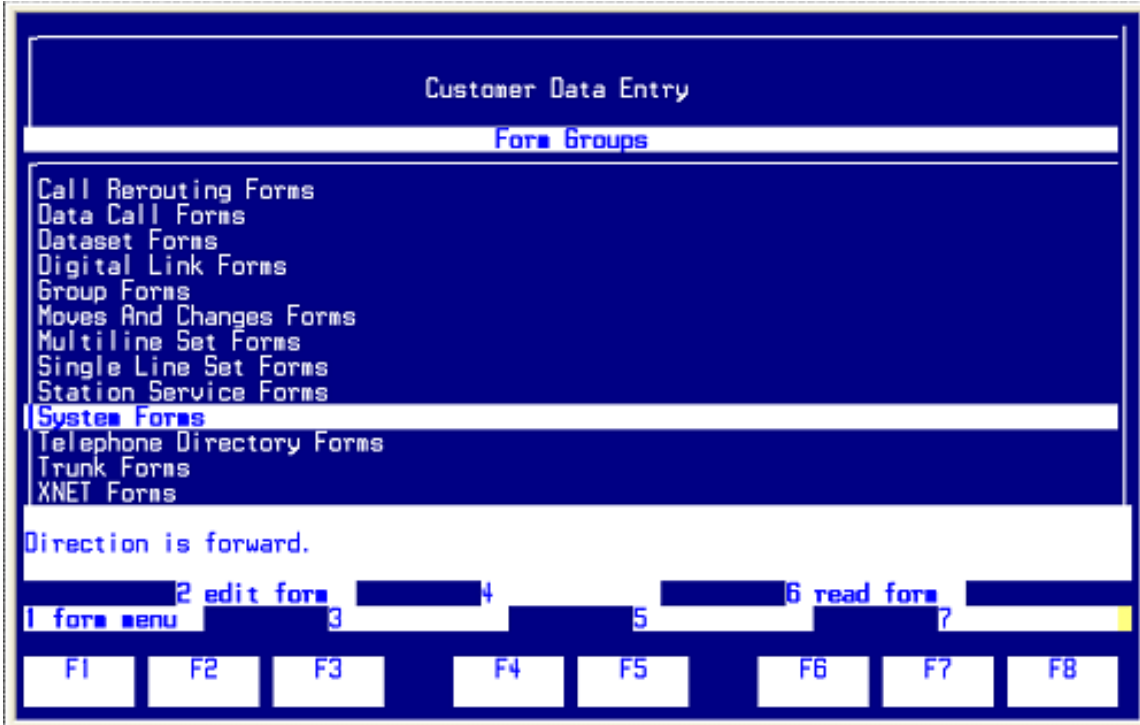 Customer Data Entry
Form Groups
Call Rerouting Forms
Data Call Forms
Dataset Forms
Digital Link Forms
Group Forms
Moves And Changes Forms
Multiline Set Forms
Single Line Set Forms
Station Service Forms
System Forms
Telephone Directory Forms
Trunk Forms
XNET Forms
Direction is forward.
2 edit form 4 6 read form
1 form menu 3 5 7
F1 F2 F3 F4 F5 F6 F7 F8